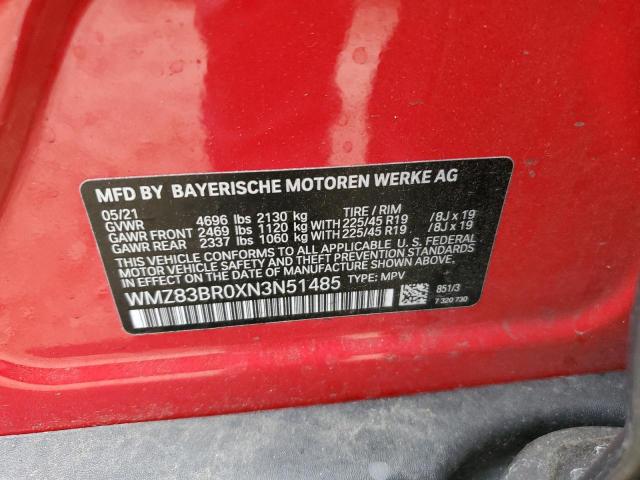 MFD BY BAYERISCHE MOTOREN WERKE AG
05/21 TIRE / RIM
GVWR 4696 lbs 2130 kg
GAWR FRONT 2469 lbs 1120 kg WITH 225/45 R19 / 8J x 19
GAWR REAR 2337 lbs 1060 kg WITH 225/45 R19 / 8J x 19
THIS VEHICLE CONFORMS TO ALL APPLICABLE U. S. FEDERAL
MOTOR VEHICLE SAFETY STANDARDS IN EFFECT ON THE
DATE OF MANUFACTURE SHOWN ABOVE.
WMZ83BR0XN3N51485 TYPE: MPV
851/3
7 320 730